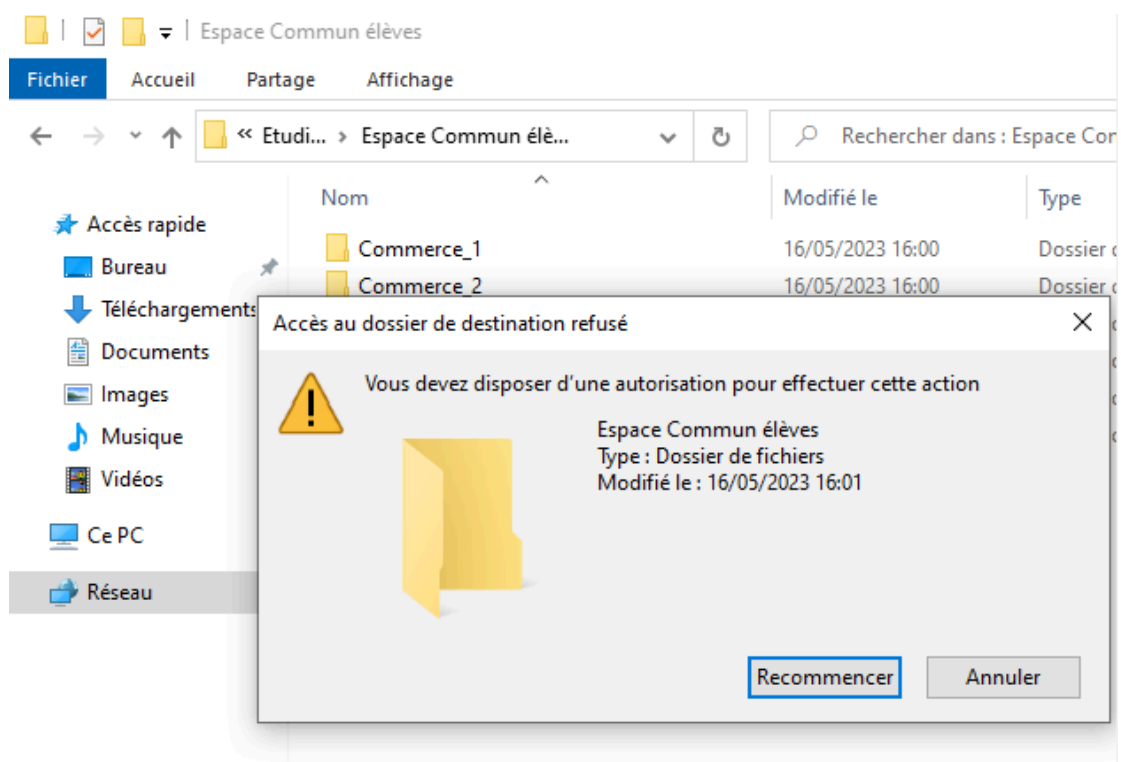 Espace Commun élèves
Fichier Accueil Partage Affichage
« Etudi... › Espace Commun élè... Rechercher dans : Espace Con
Nom Modifié le Type
Accès rapide
Commerce_1 16/05/2023 16:00 Dossier
Bureau
Commerce_2 16/05/2023 16:00 Dossier
Téléchargements
Accès au dossier de destination refusé
Documents
Vous devez disposer d'une autorisation pour effectuer cette action
Images
Espace Commun élèves
Musique
Type : Dossier de fichiers
Vidéos
Modifié le : 16/05/2023 16:01
Ce PC
Réseau
Recommencer Annuler